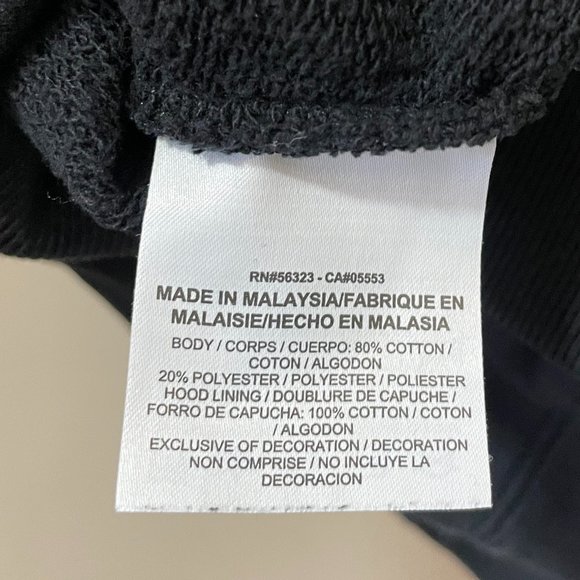 RN#56323 - CA#05553
MADE IN MALAYSIA/FABRIQUE EN
MALAISIE/HECHO EN MALASIA
BODY / CORPS / CUERPO: 80% COTTON /
COTON / ALGODON
20% POLYESTER / POLYESTER / POLIESTER
HOOD LINING / DOUBLURE DE CAPUCHE /
FORRO DE CAPUCHA: 100% COTTON / COTON
/ ALGODON
EXCLUSIVE OF DECORATION / DECORATION
NON COMPRISE / NO INCLUYE LA
DECORACION